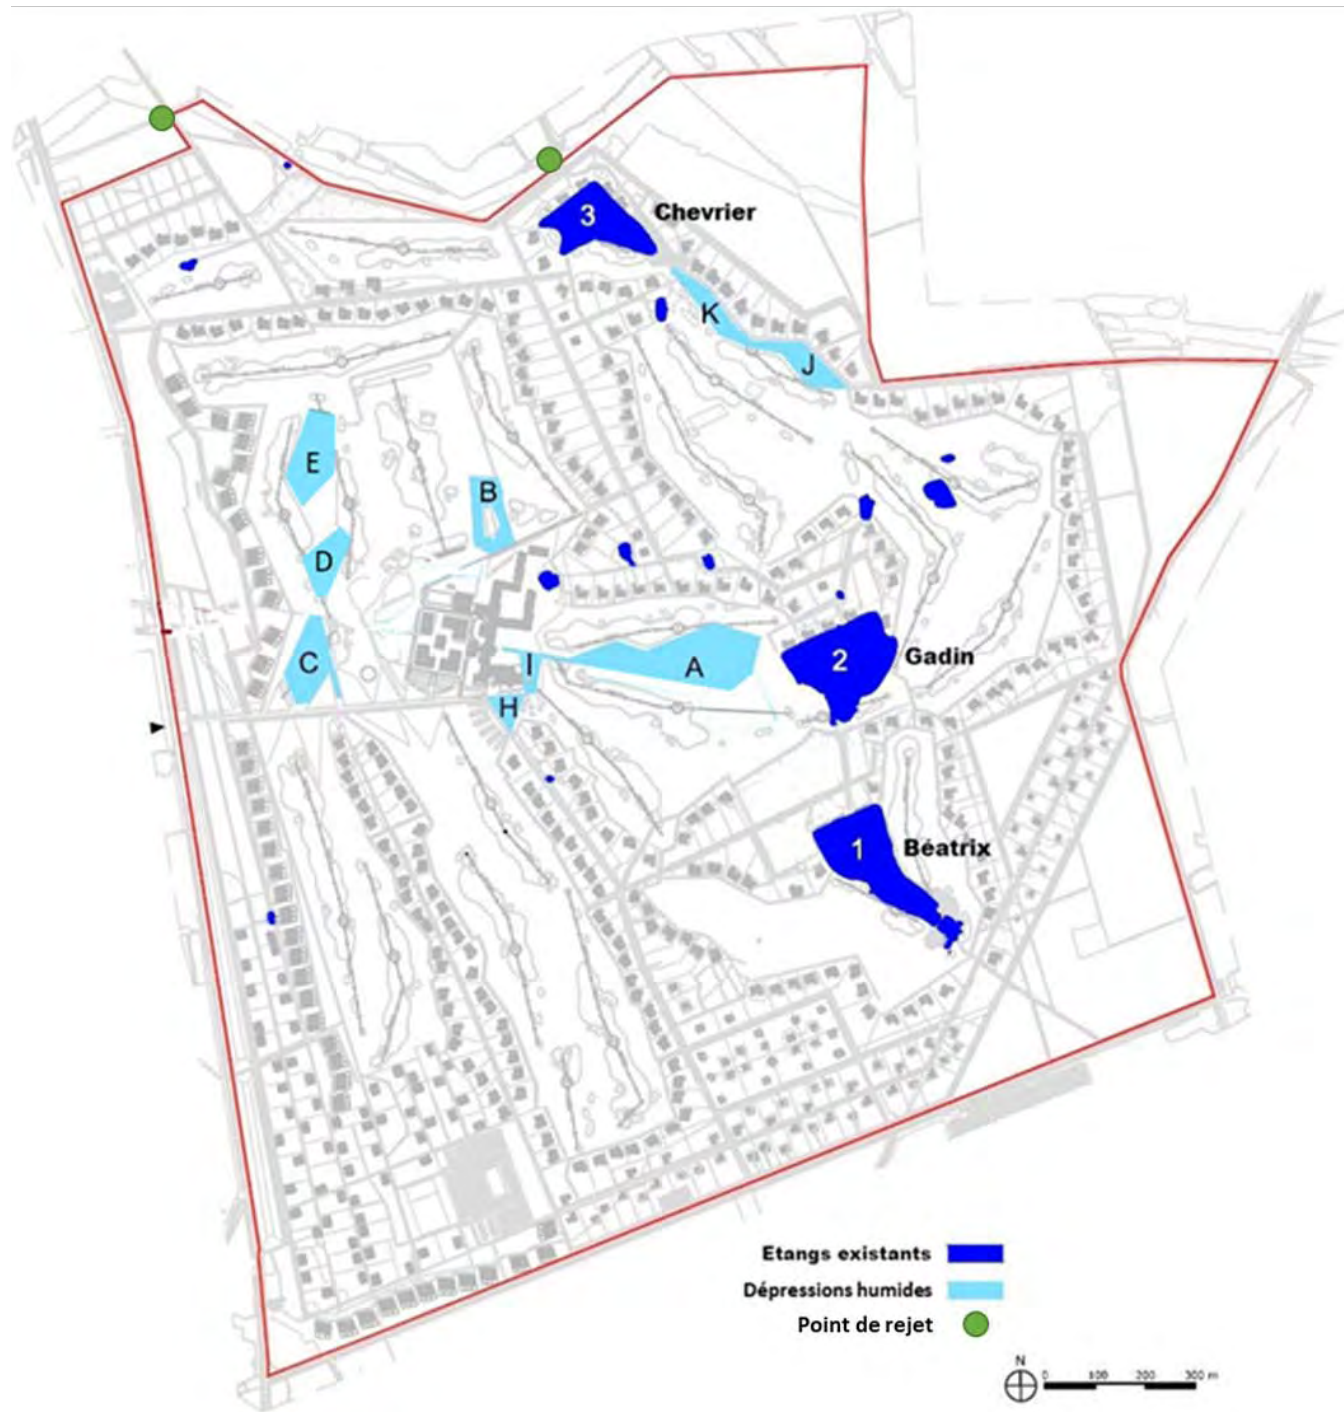 3 Chevrier
K
J
E
B
D
C
I
A
H
2 Gadin
1 Béatrix
Etangs existants
Dépressions humides
Point de rejet
N
0 100 200 300 m